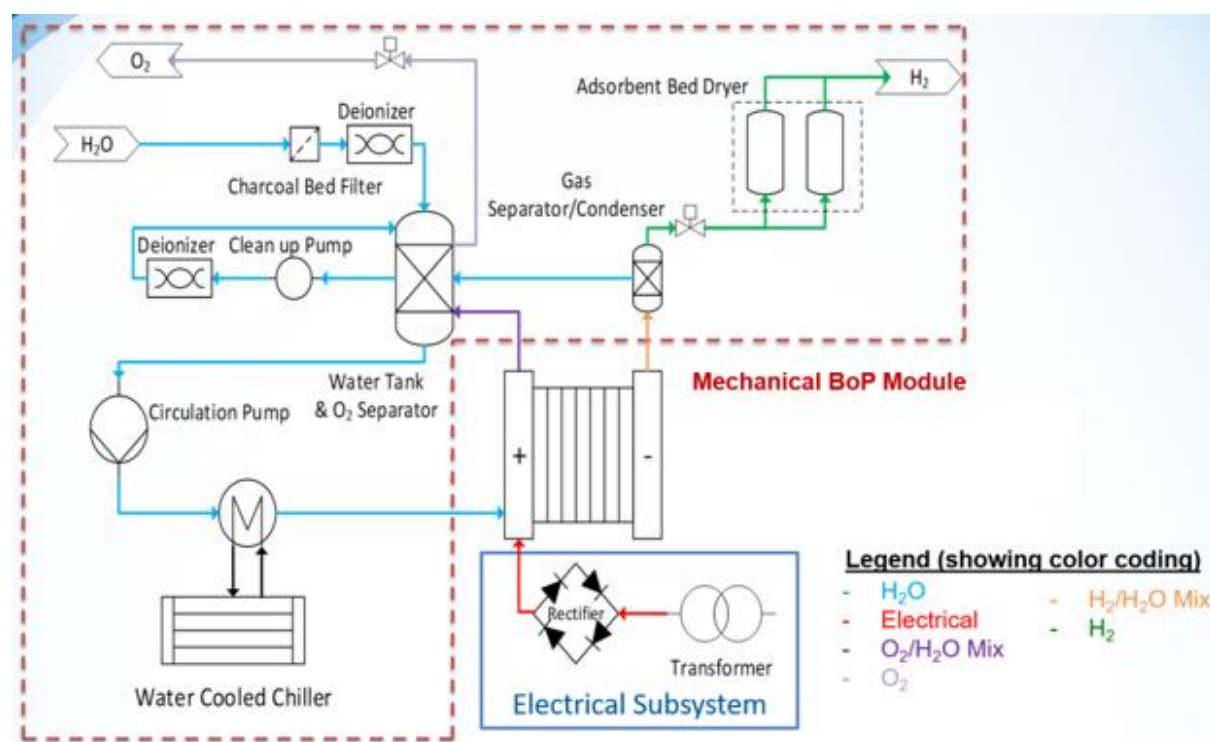 O₂
H₂O
Deionizer
Charcoal Bed Filter
Adsorbent Bed Dryer
H₂
Gas
Separator/Condenser
Deionizer
Clean up Pump
Water Tank
& O₂ Separator
Circulation Pump
Mechanical BoP Module
+
-
Water Cooled Chiller
Rectifier
Transformer
Electrical Subsystem
Legend (showing color coding)
- H₂O
- Electrical
- O₂/H₂O Mix
- O₂
- H₂/H₂O Mix
- H₂